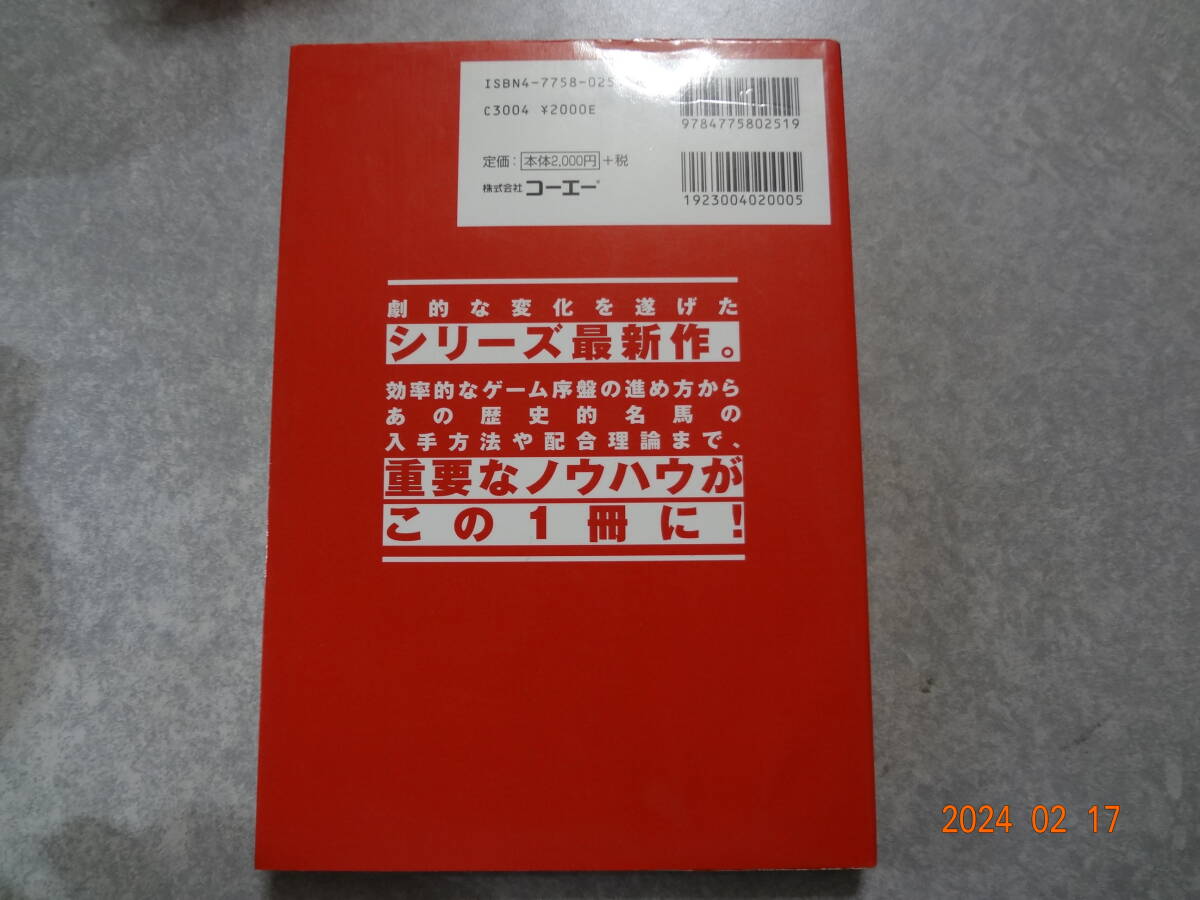 ISBN4-7758-025
C3004 ¥2000E
9784775802519
定価：本体2,000円+税
株式会社コーエー
1923004020005
劇的な変化を遂げた
シリーズ最新作。
効率的なゲーム序盤の進め方から
あの歴史的名馬の
入手方法や配合理論まで、
重要なノウハウが
この1冊に!
2024 02 17